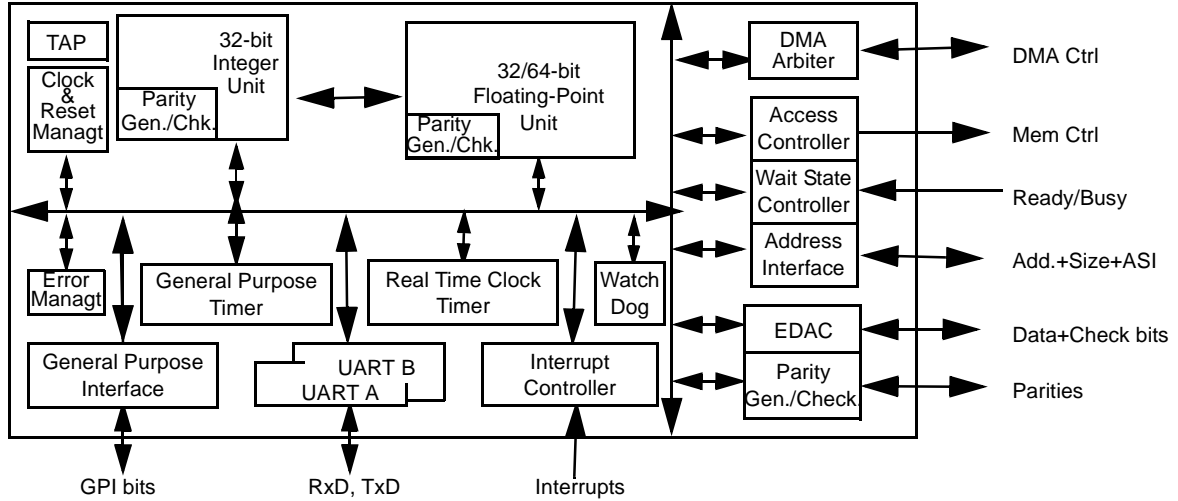 TAP
Clock
&
Reset
Managt
32-bit
Integer
Unit
Parity
Gen./Chk.
32/64-bit
Floating-Point
Unit
Parity
Gen./Chk.
DMA
Arbiter
DMA Ctrl
Access
Controller
Mem Ctrl
Wait State
Controller
Ready/Busy
Address
Interface
Add.+Size+ASI
Error
Managt
General Purpose
Timer
Real Time Clock
Timer
Watch
Dog
EDAC
Data+Check bits
General Purpose
Interface
UART B
UART A
Interrupt
Controller
Parity
Gen./Check.
Parities
GPI bits
RxD, TxD
Interrupts